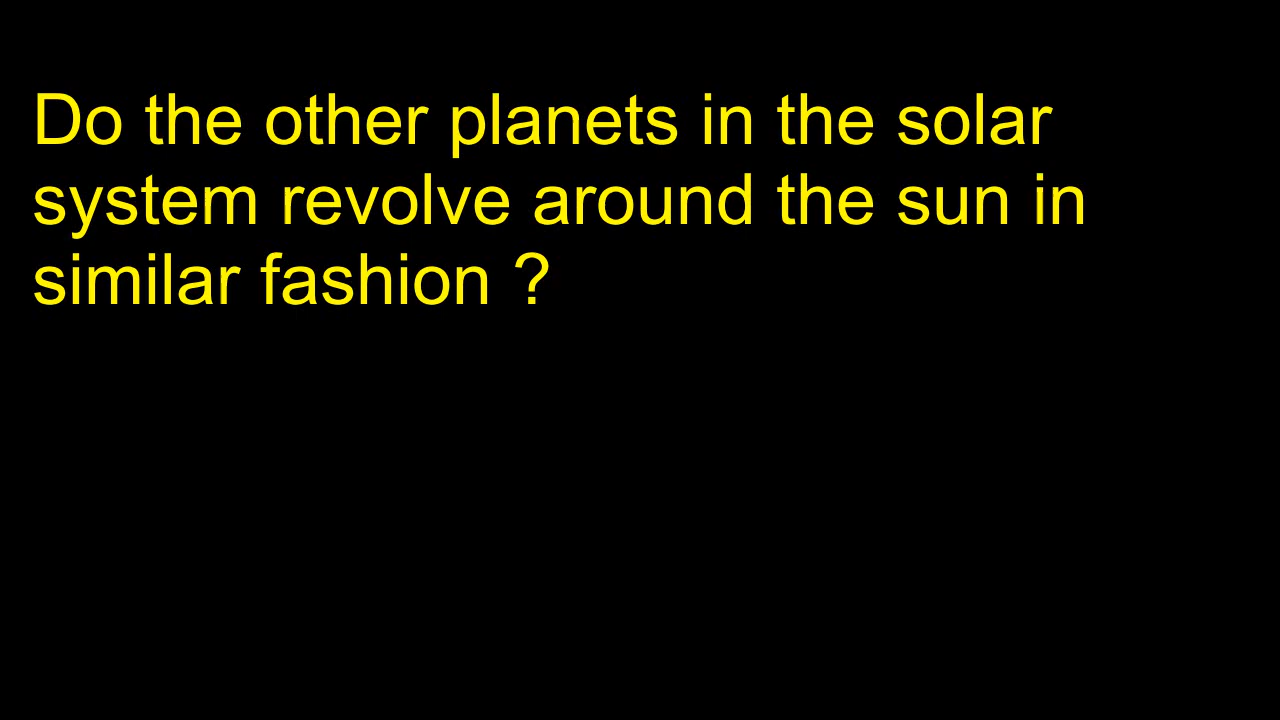 Do the other planets in the solar
system revolve around the sun in
similar fashion ?